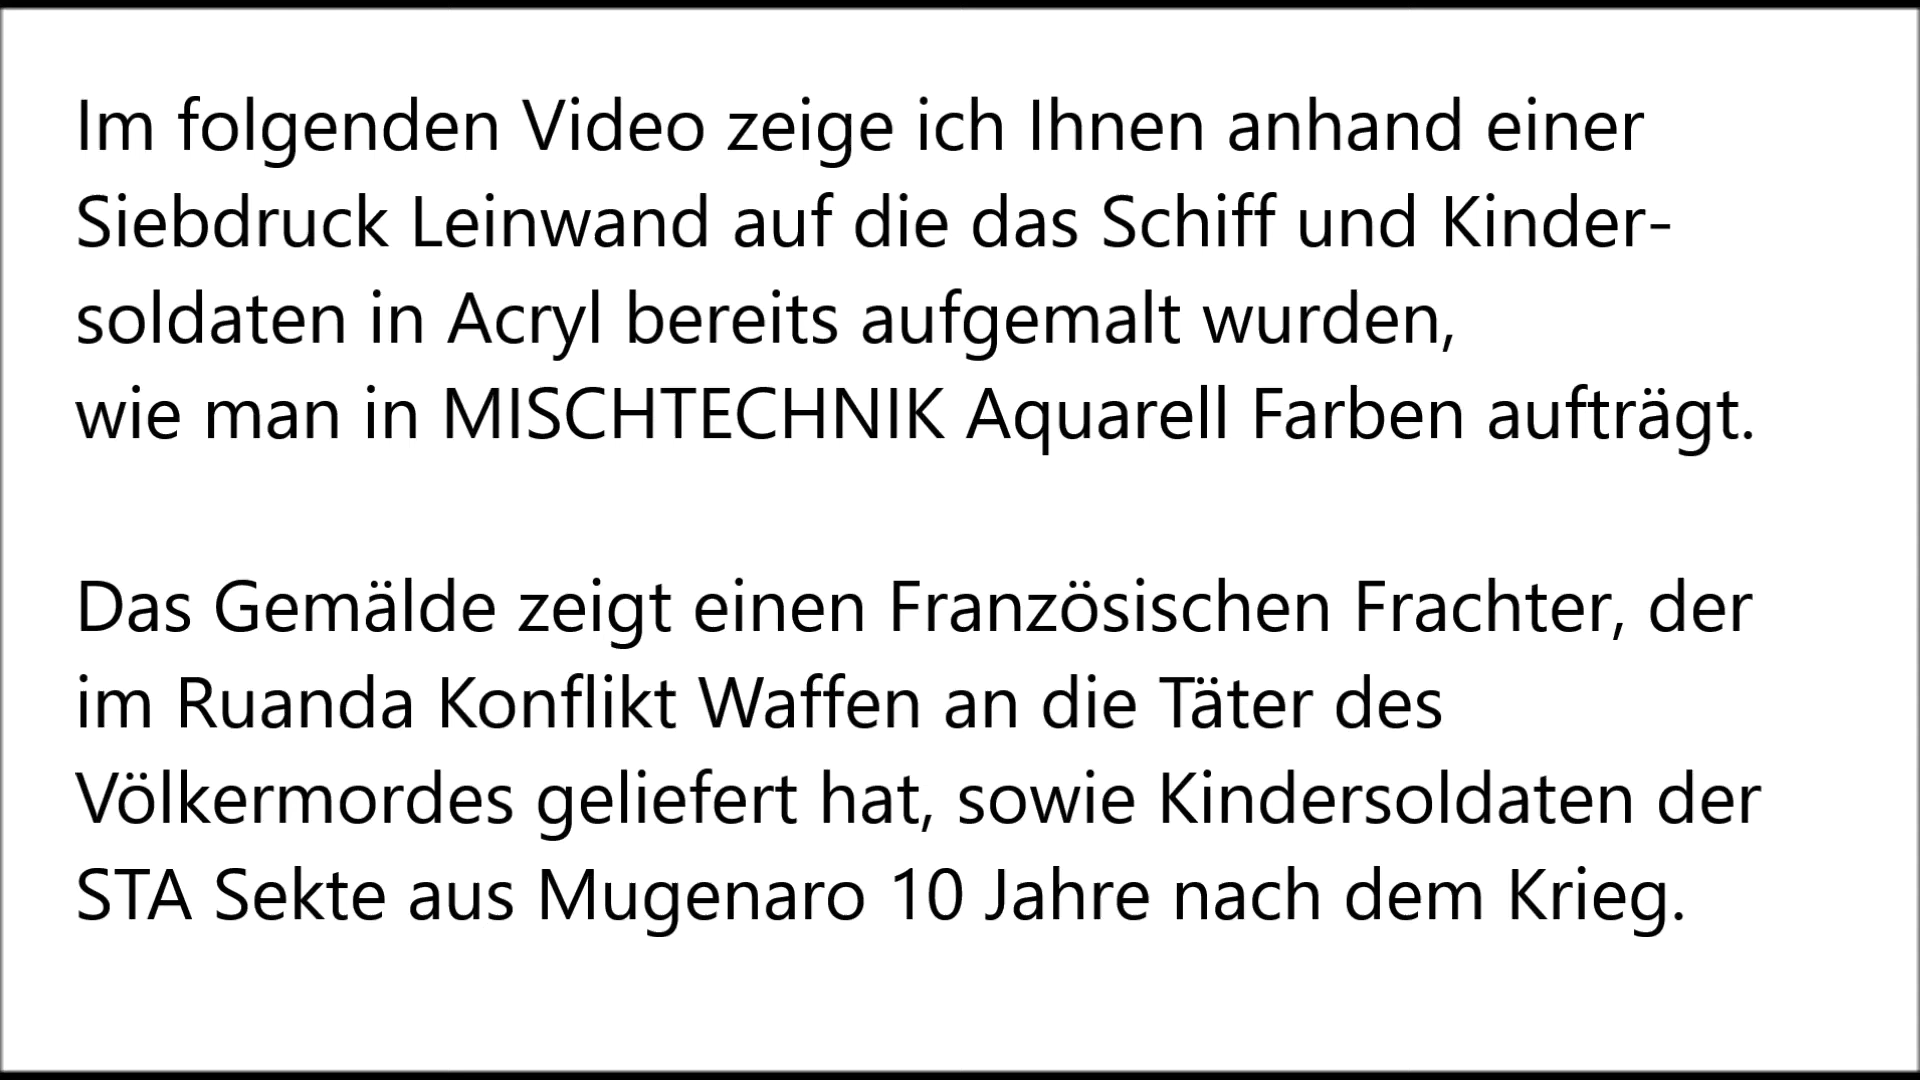 Im folgenden Video zeige ich Ihnen anhand einer
Siebdruck Leinwand auf die das Schiff und Kinder-
soldaten in Acryl bereits aufgemalt wurden,
wie man in MISCHTECHNIK Aquarell Farben aufträgt.
Das Gemälde zeigt einen Französischen Frachter, der
im Ruanda Konflikt Waffen an die Täter des
Völkermordes geliefert hat, sowie Kindersoldaten der
STA Sekte aus Mugenaro 10 Jahre nach dem Krieg.